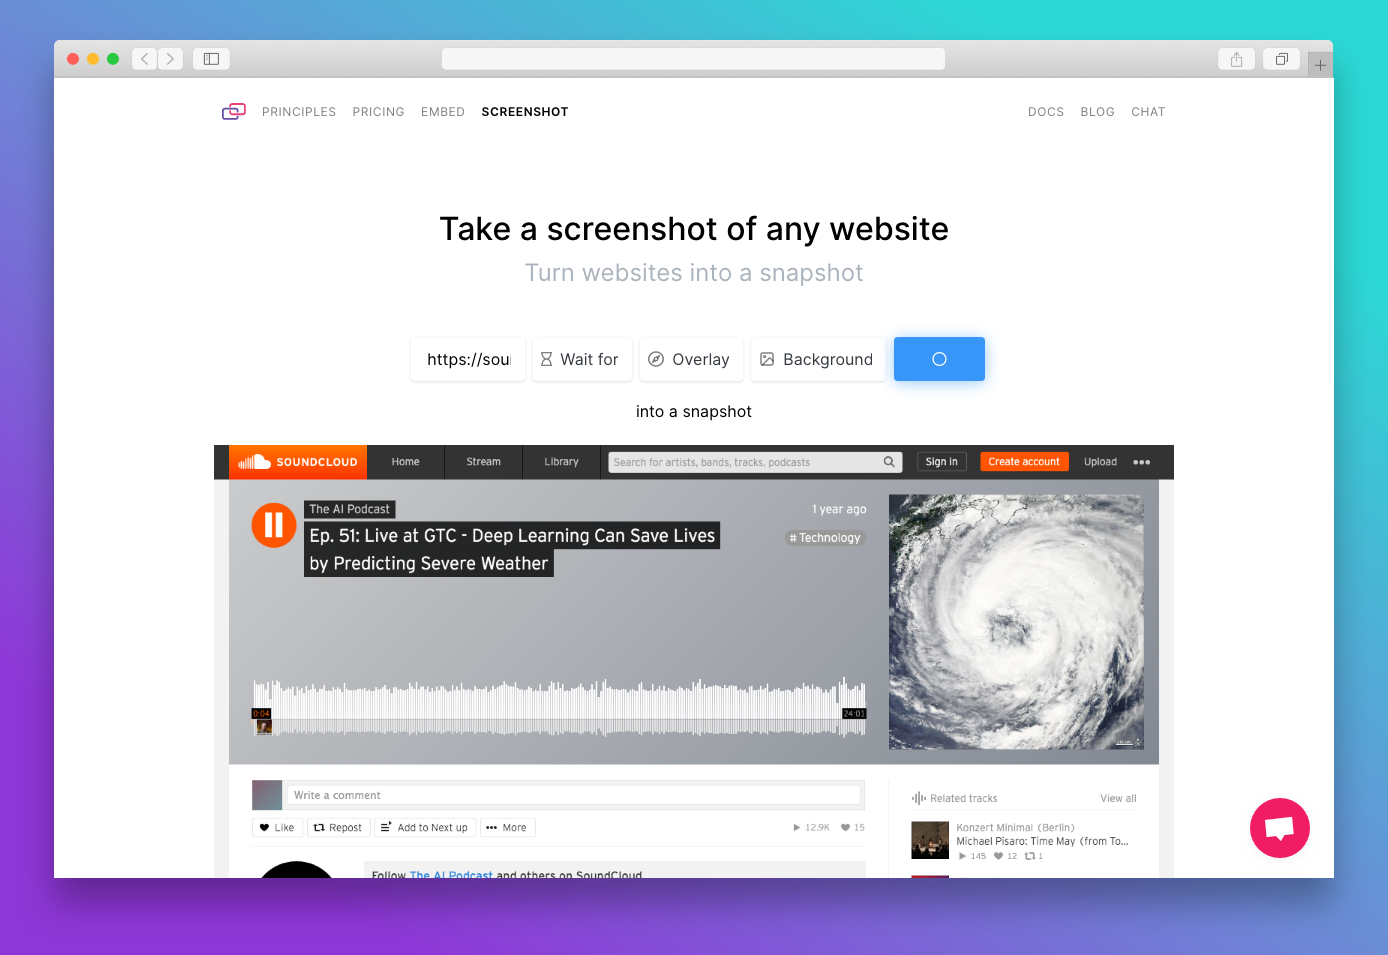 PRINCIPLES PRICING EMBED SCREENSHOT DOCS BLOG CHAT
Take a screenshot of any website
Turn websites into a snapshot
https://sou Wait for Overlay Background
into a snapshot
SOUNDCLOUD Home Stream Library Search for artists, bands, tracks, podcasts Sign in Create account Upload
The AI Podcast
1 year ago
Ep. 51: Live at GTC - Deep Learning Can Save Lives
by Predicting Severe Weather
# Technology
0:04
24:01
Write a comment
Like Repost Add to Next up More
12.9K 15
Related tracks View all
Konzert Minimal (Berlin)
Michael Pisaro: Time May (from To...
145 12 1
Follow The AI Podcast and others on SoundCloud